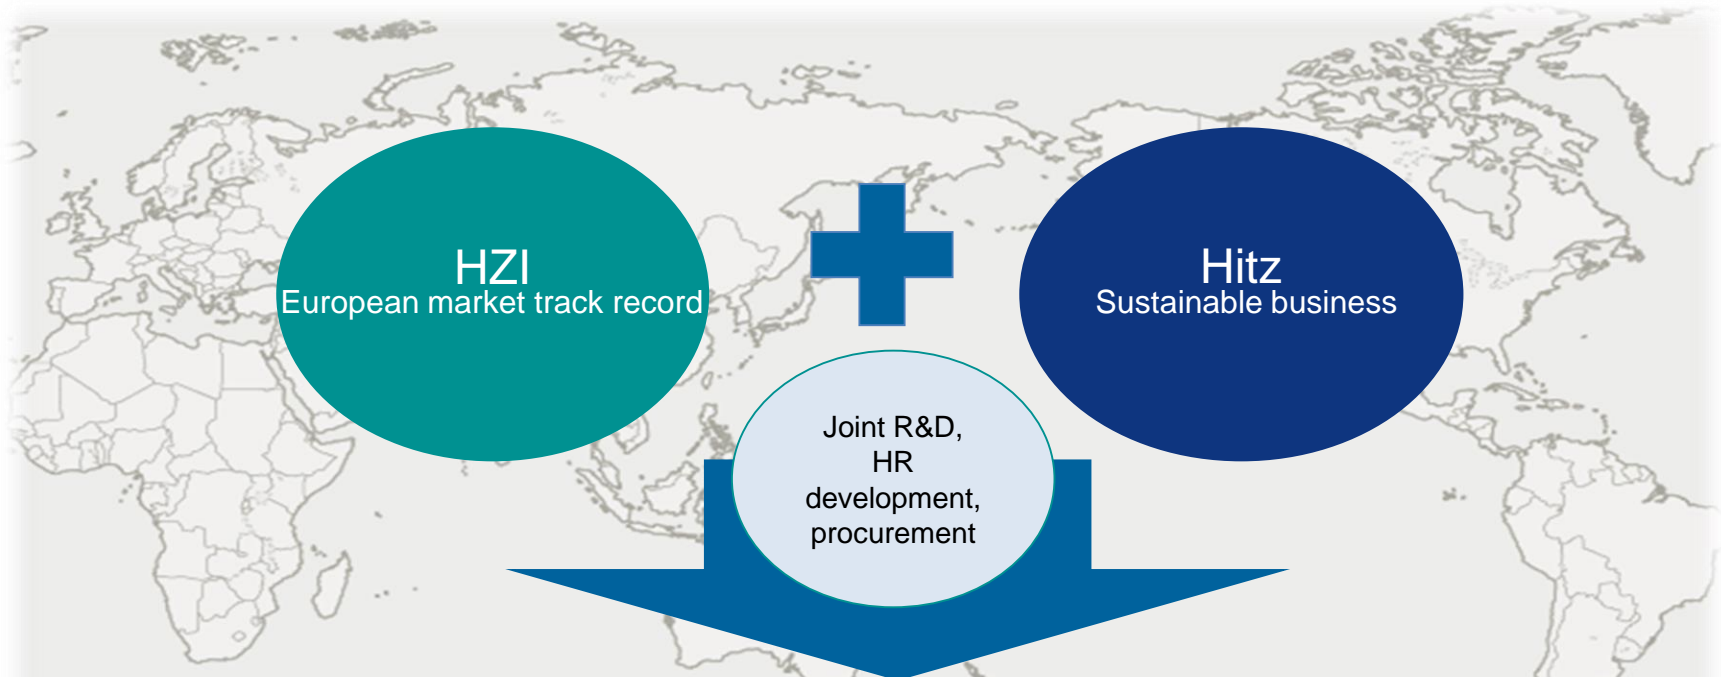 HZI
European market track record
Hitz
Sustainable business
Joint R&D,
HR
development,
procurement